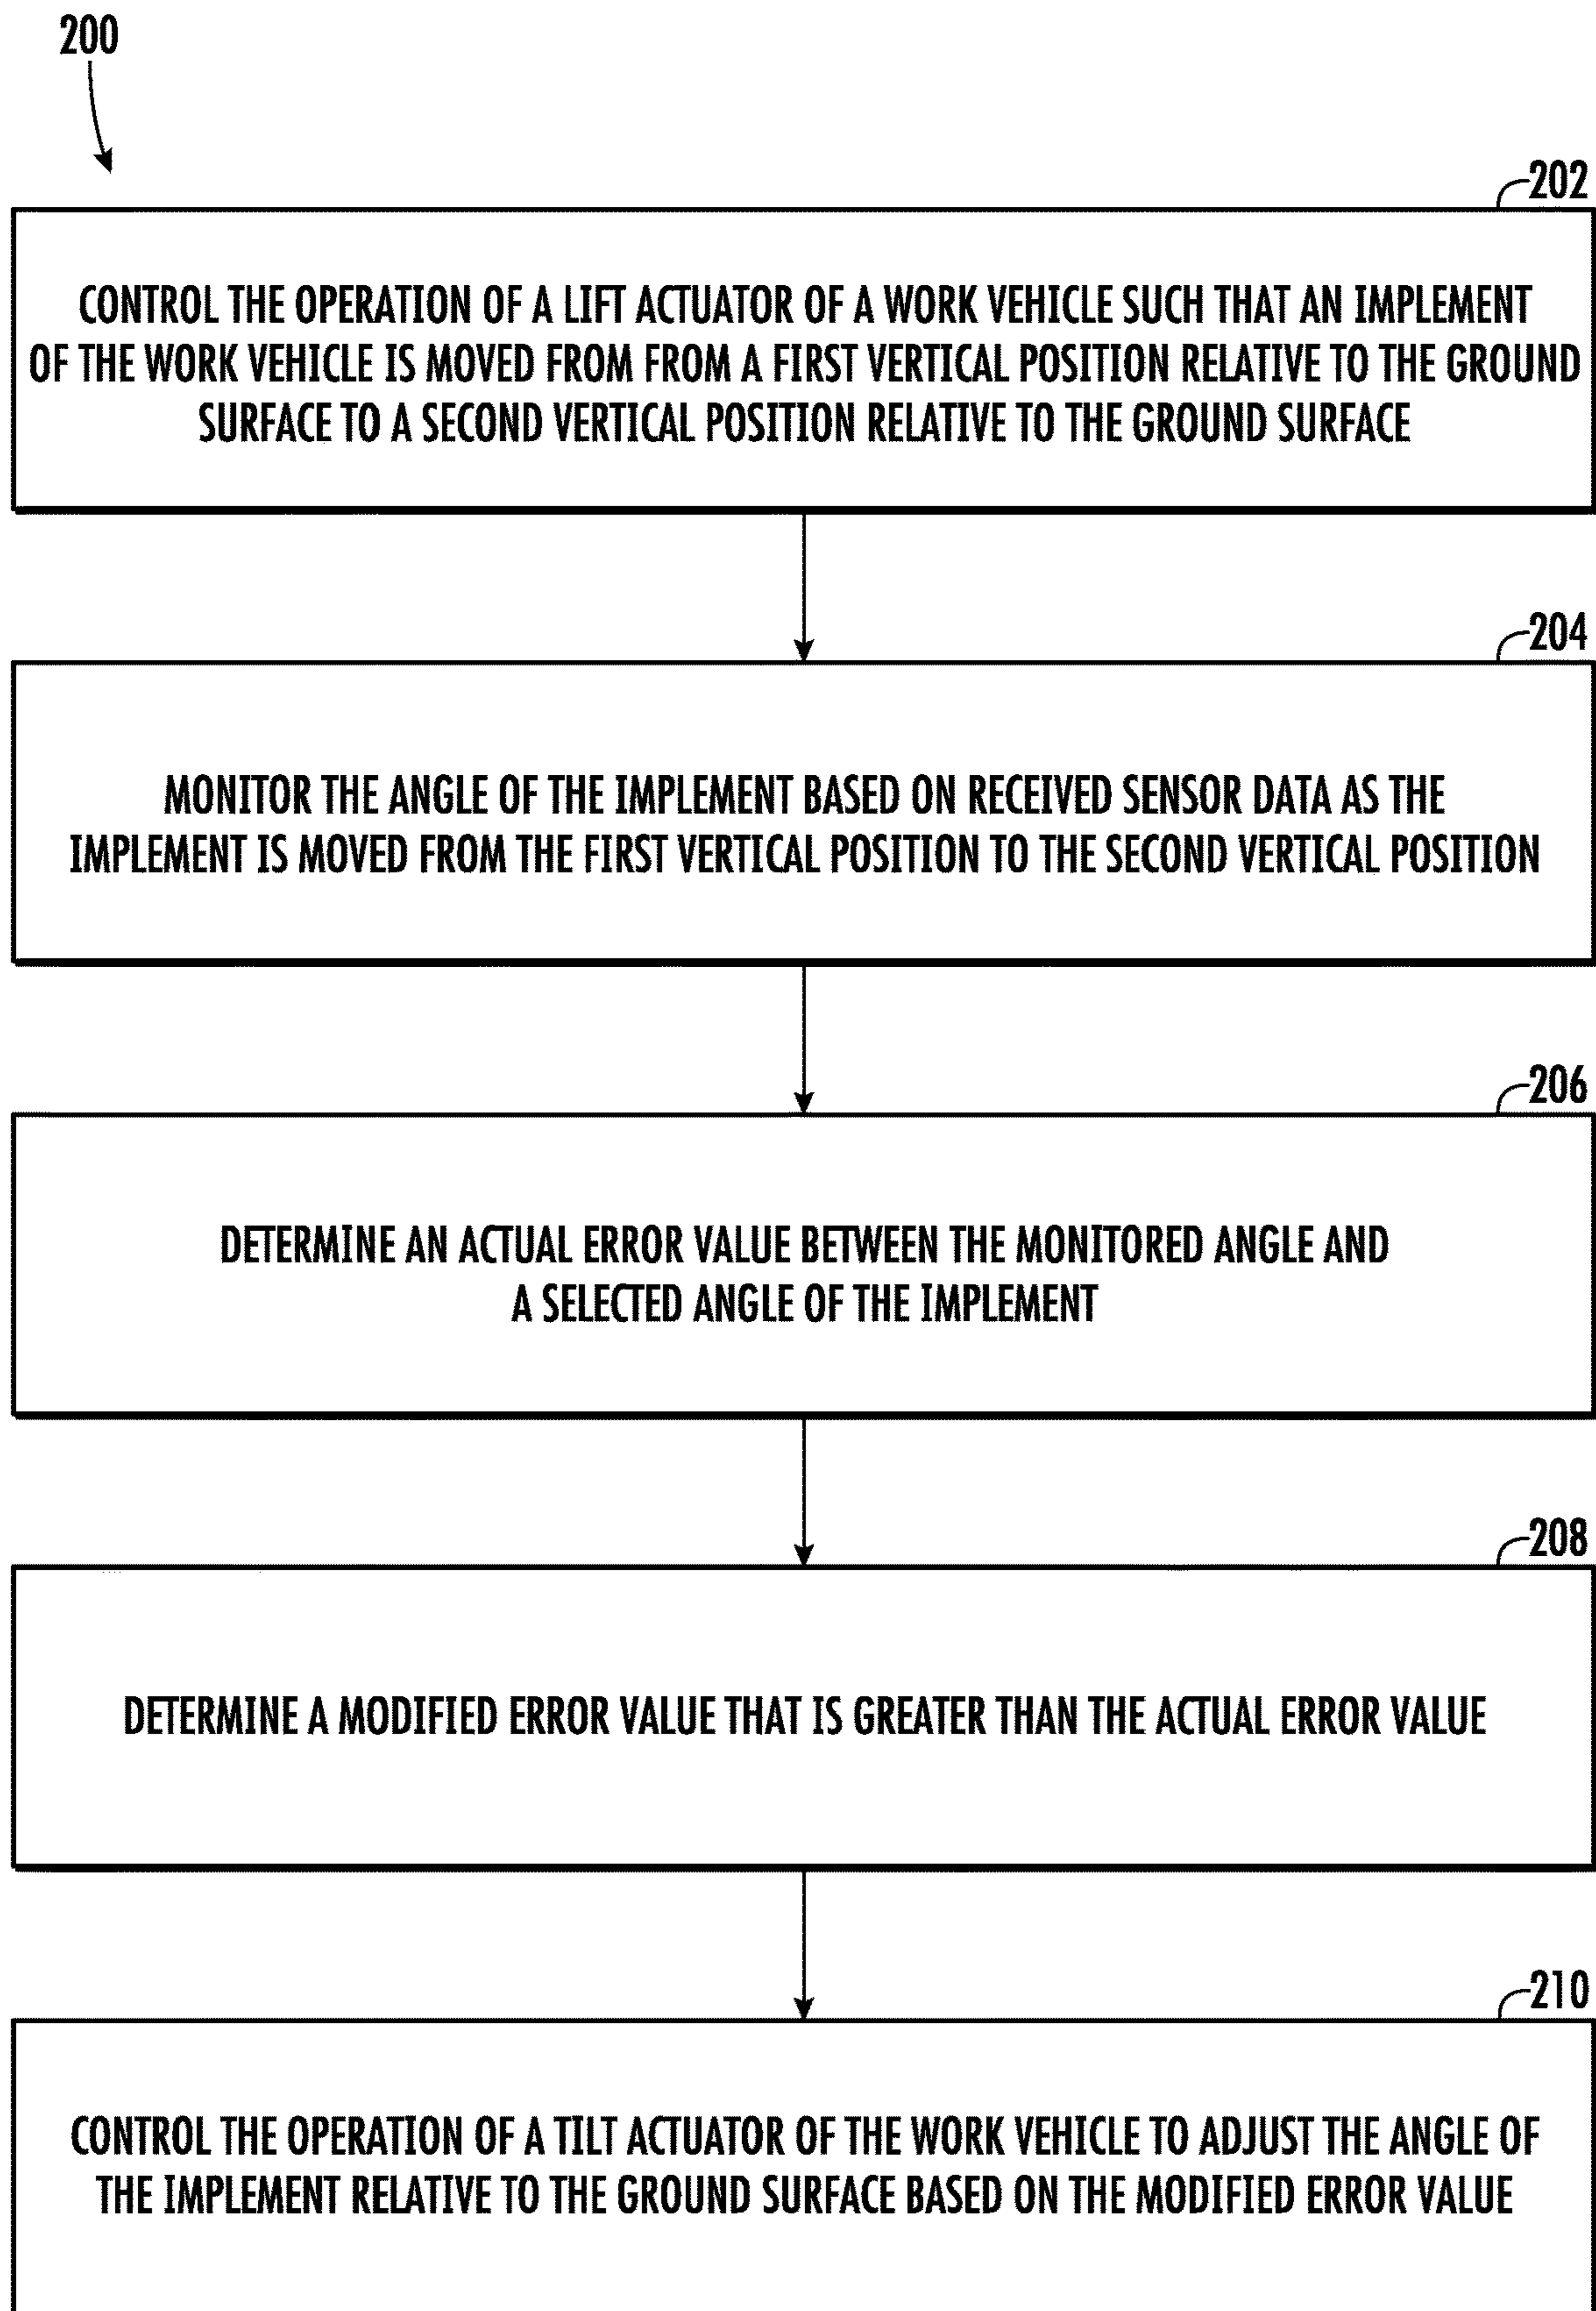 200
202
CONTROL THE OPERATION OF A LIFT ACTUATOR OF A WORK VEHICLE SUCH THAT AN IMPLEMENT
OF THE WORK VEHICLE IS MOVED FROM FROM A FIRST VERTICAL POSITION RELATIVE TO THE GROUND
SURFACE TO A SECOND VERTICAL POSITION RELATIVE TO THE GROUND SURFACE
204
MONITOR THE ANGLE OF THE IMPLEMENT BASED ON RECEIVED SENSOR DATA AS THE
IMPLEMENT IS MOVED FROM THE FIRST VERTICAL POSITION TO THE SECOND VERTICAL POSITION
206
DETERMINE AN ACTUAL ERROR VALUE BETWEEN THE MONITORED ANGLE AND
A SELECTED ANGLE OF THE IMPLEMENT
208
DETERMINE A MODIFIED ERROR VALUE THAT IS GREATER THAN THE ACTUAL ERROR VALUE
210
CONTROL THE OPERATION OF A TILT ACTUATOR OF THE WORK VEHICLE TO ADJUST THE ANGLE OF
THE IMPLEMENT RELATIVE TO THE GROUND SURFACE BASED ON THE MODIFIED ERROR VALUE